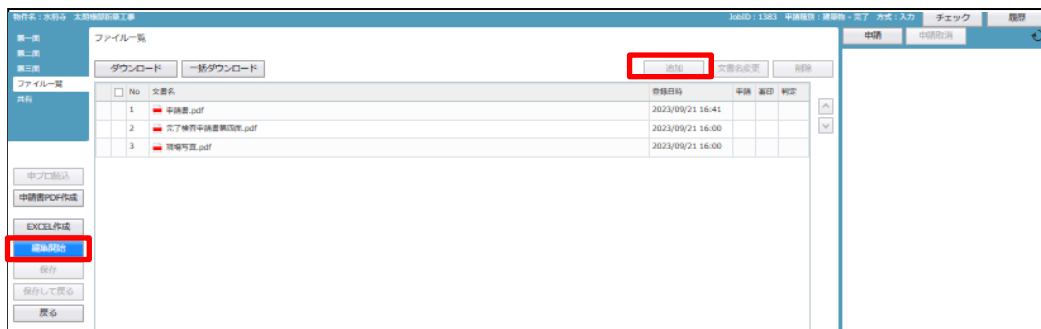 物件名：水前寺 太郎様邸新築工事 JobID：1383 申請種別：建築物 - 完了 方式：入力 チェック 履歴
第一面 ファイル一覧 申請 申請取消
第二面
第三面 ダウンロード 一括ダウンロード 追加 文書名変更 削除
ファイル一覧
共有
No 文書名 登録日時 申請 審印 判定
1 申請書.pdf 2023/09/21 16:41
2 完了検査申請書第四面.pdf 2023/09/21 16:00
3 現場写真.pdf 2023/09/21 16:00
申プロ読込
申請書PDF作成
EXCEL作成
編集開始
保存
保存して戻る
戻る